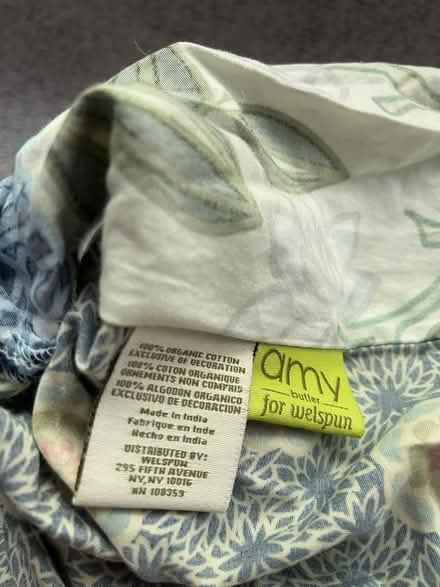 100% ORGANIC COTTON
EXCLUSIVE OF DECORATION
100% COTON ORGANIQUE
ORNEMENTS NON COMPRIS
100% ALGODON ORGANICO
EXCLUSIVO DE DECORACION
Made in India
Fabrique en Inde
Hecho en India
DISTRIBUTED BY:
WELSPUN
295 FIFTH AVENUE
NY, NY 10016
RN 108359
amy
butler
for welspun